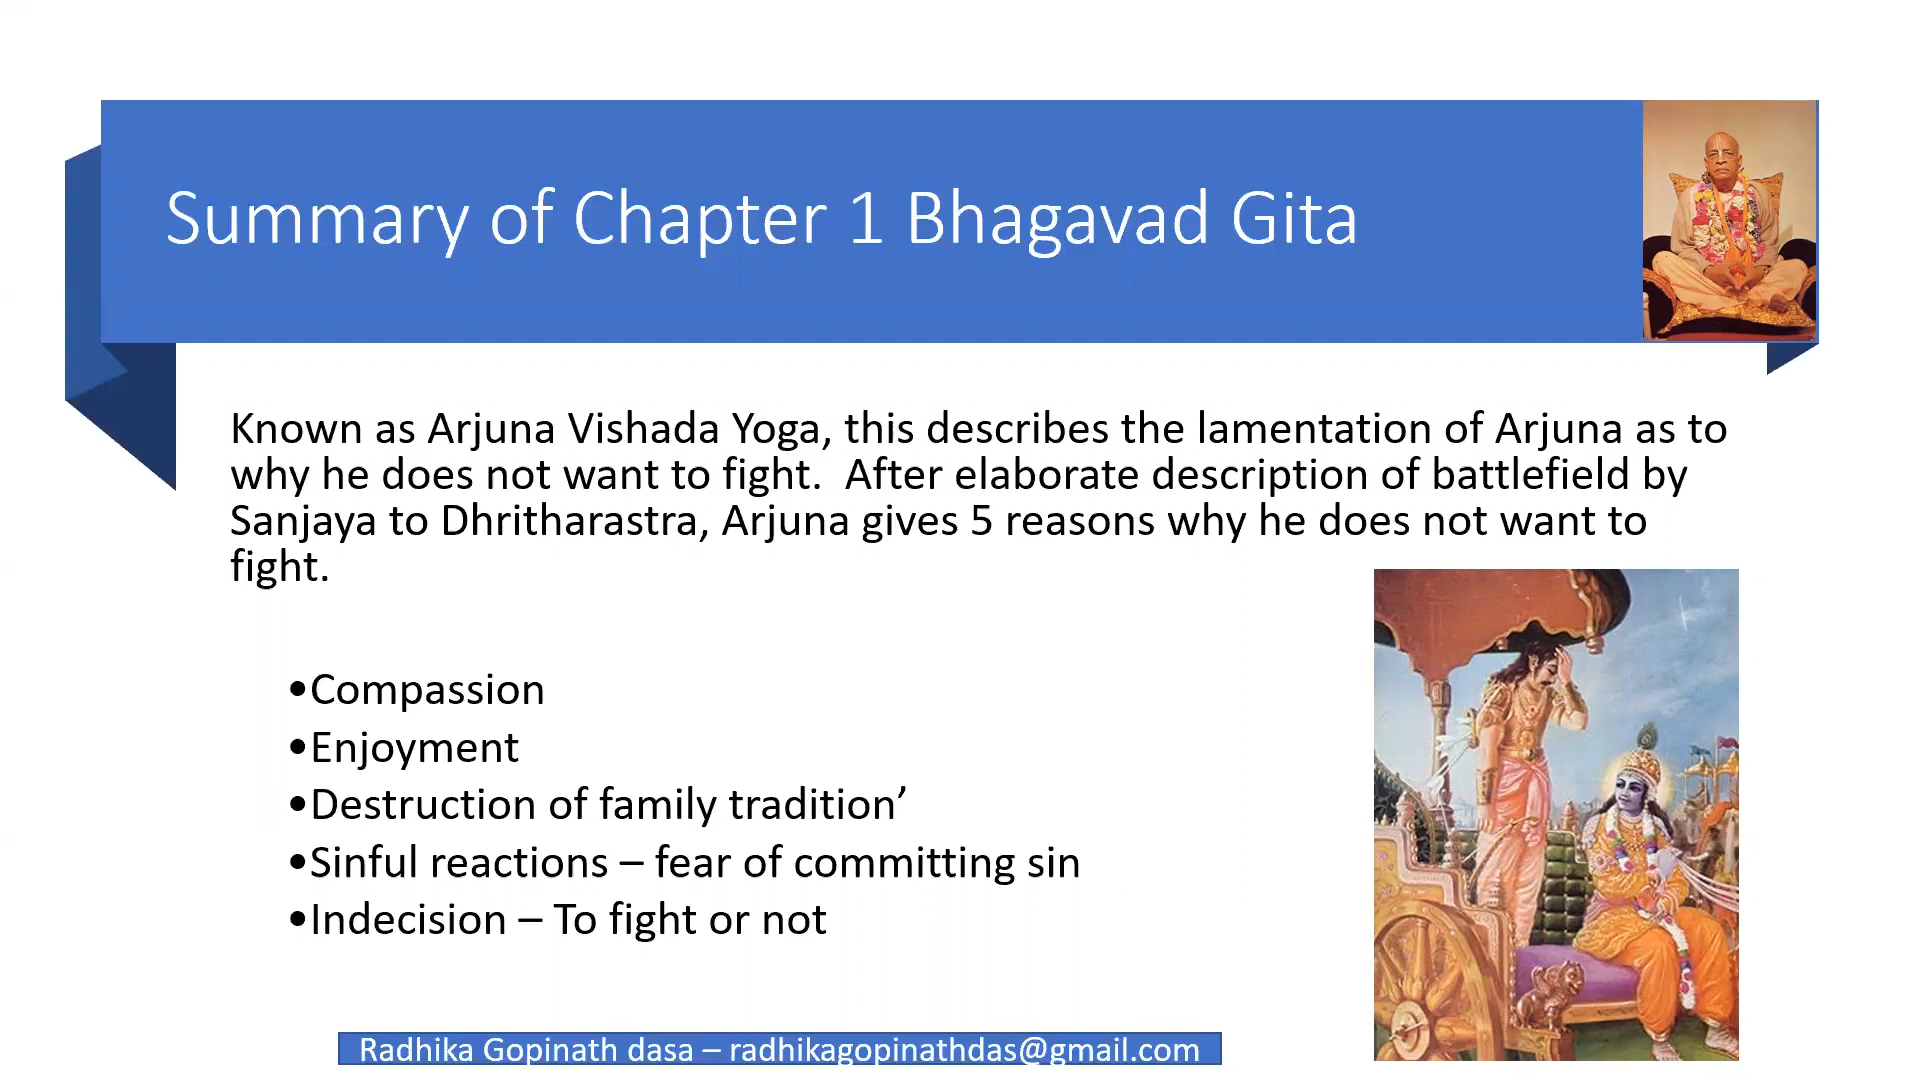 Summary of Chapter 1 Bhagavad Gita
Known as Arjuna Vishada Yoga, this describes the lamentation of Arjuna as to
why he does not want to fight.  After elaborate description of battlefield by
Sanjaya to Dhritharastra, Arjuna gives 5 reasons why he does not want to
fight.
•Compassion
•Enjoyment
•Destruction of family tradition’
•Sinful reactions – fear of committing sin
•Indecision – To fight or not
Radhika Gopinath dasa – radhikagopinathdas@gmail.com